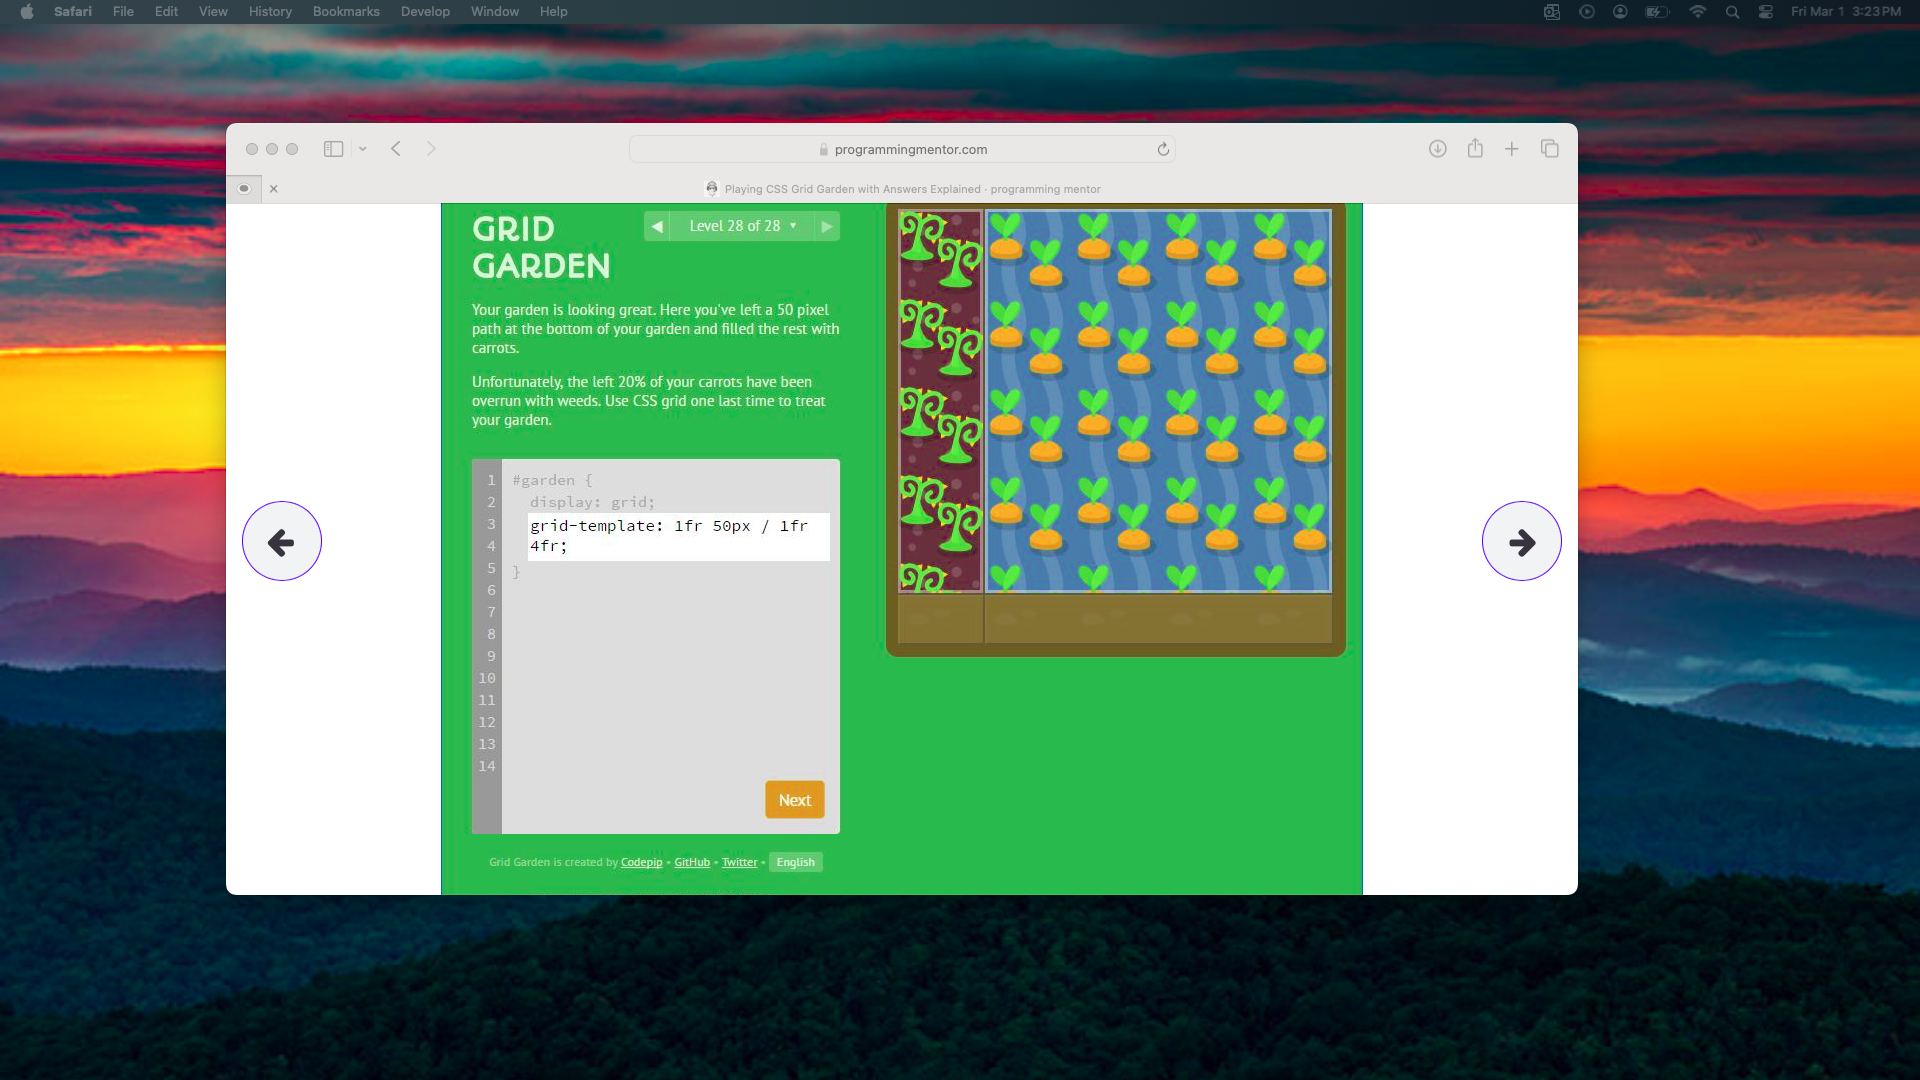 Safari File Edit View History Bookmarks Develop Window Help
Fri Mar 1 3:23 PM
programmingmentor.com
Playing CSS Grid Garden with Answers Explained · programming mentor
GRID
GARDEN
◀ Level 28 of 28 ▼ ▶
Your garden is looking great. Here you've left a 50 pixel
path at the bottom of your garden and filled the rest with
carrots.
Unfortunately, the left 20% of your carrots have been
overrun with weeds. Use CSS grid one last time to treat
your garden.
1 #garden {
2 display: grid;
3 grid-template: 1fr 50px / 1fr
4 4fr;
5 }
6
7
8
9
10
11
12
13
14
Next
Grid Garden is created by Codepip • GitHub • Twitter • English